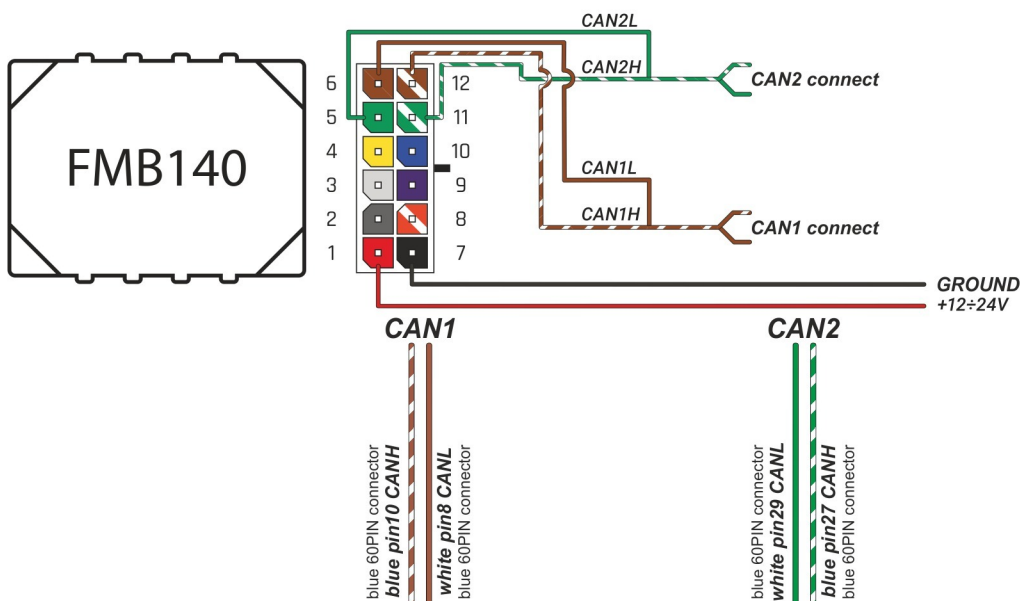 CAN2L
FMB140
6
12
CAN2H
CAN2 connect
5
11
4
10
3
9
CAN1L
2
8
CAN1H
CAN1 connect
1
7
GROUND
+12÷24V
CAN1
CAN2
blue 60PIN connector
blue pin10 CANH
white pin8 CANL
blue 60PIN connector
blue 60PIN connector
white pin29 CANL
blue pin27 CANH
blue 60PIN connector